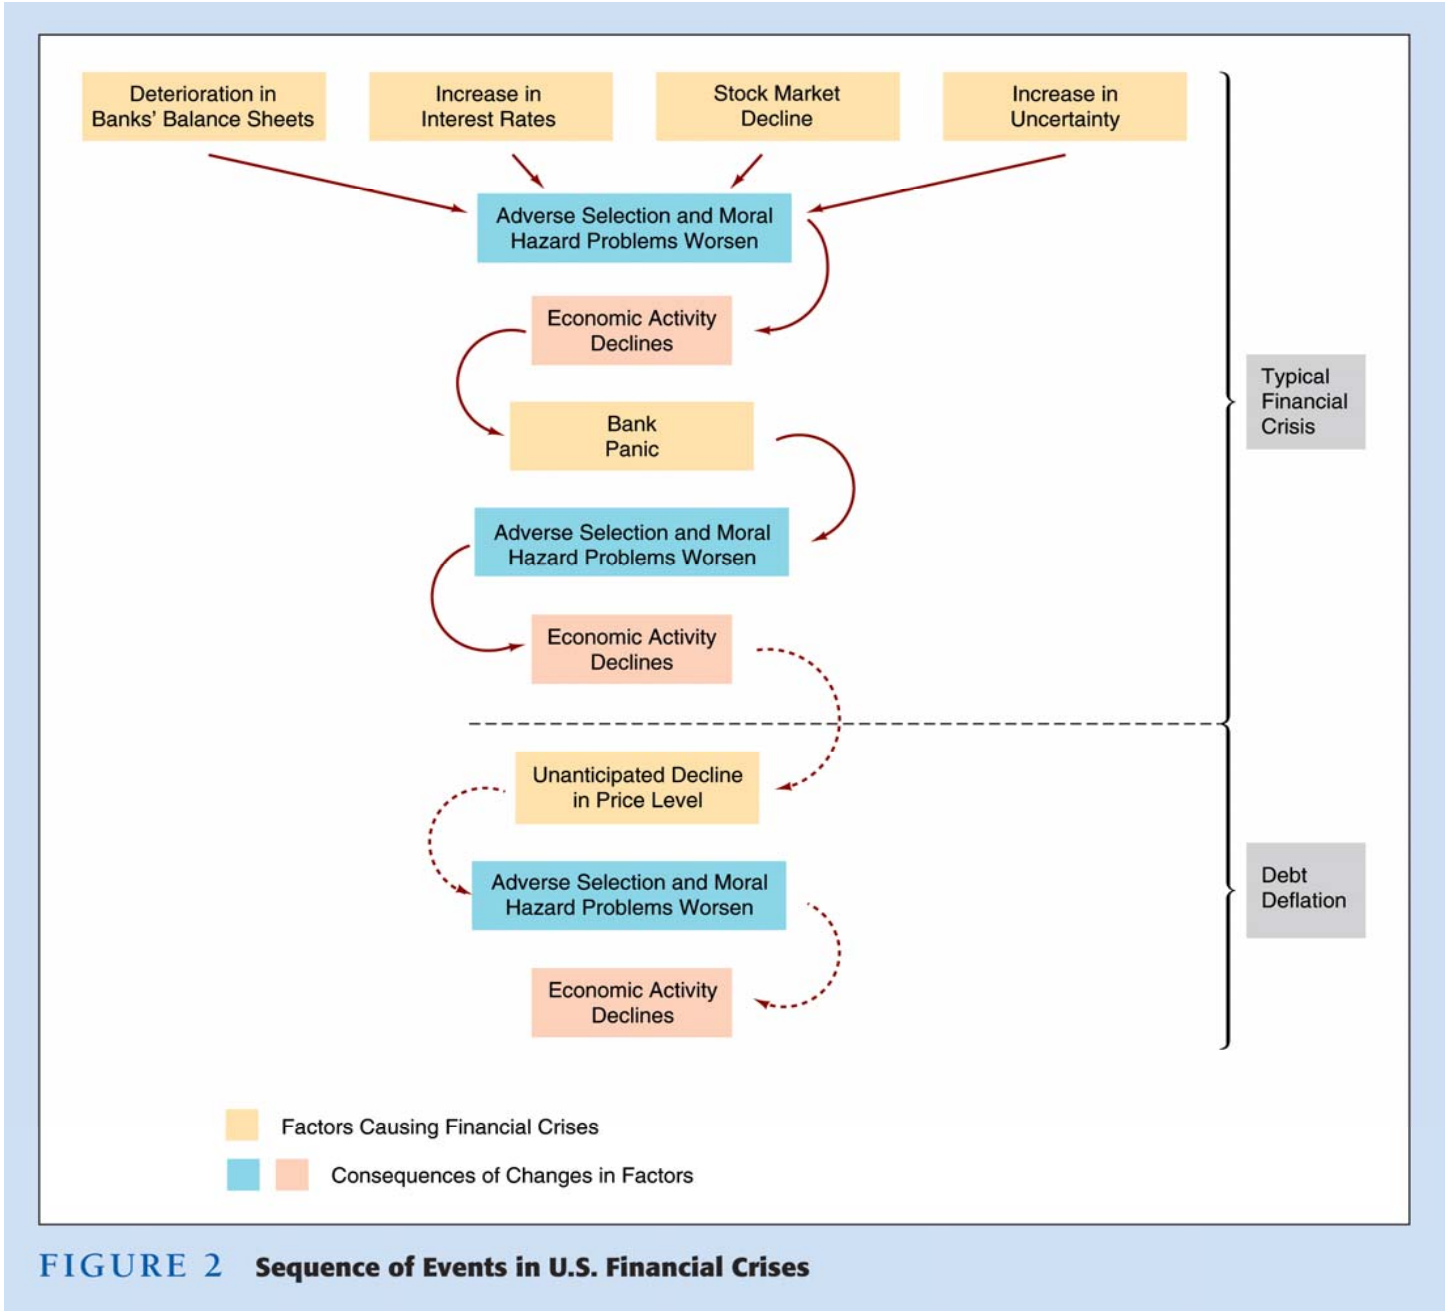 Deterioration in
Banks' Balance Sheets
Increase in
Interest Rates
Stock Market
Decline
Increase in
Uncertainty
Adverse Selection and Moral
Hazard Problems Worsen
Economic Activity
Declines
Bank
Panic
Adverse Selection and Moral
Hazard Problems Worsen
Economic Activity
Declines
Typical
Financial
Crisis
Unanticipated Decline
in Price Level
Adverse Selection and Moral
Hazard Problems Worsen
Economic Activity
Declines
Debt
Deflation
Factors Causing Financial Crises
Consequences of Changes in Factors
FIGURE 2 Sequence of Events in U.S. Financial Crises